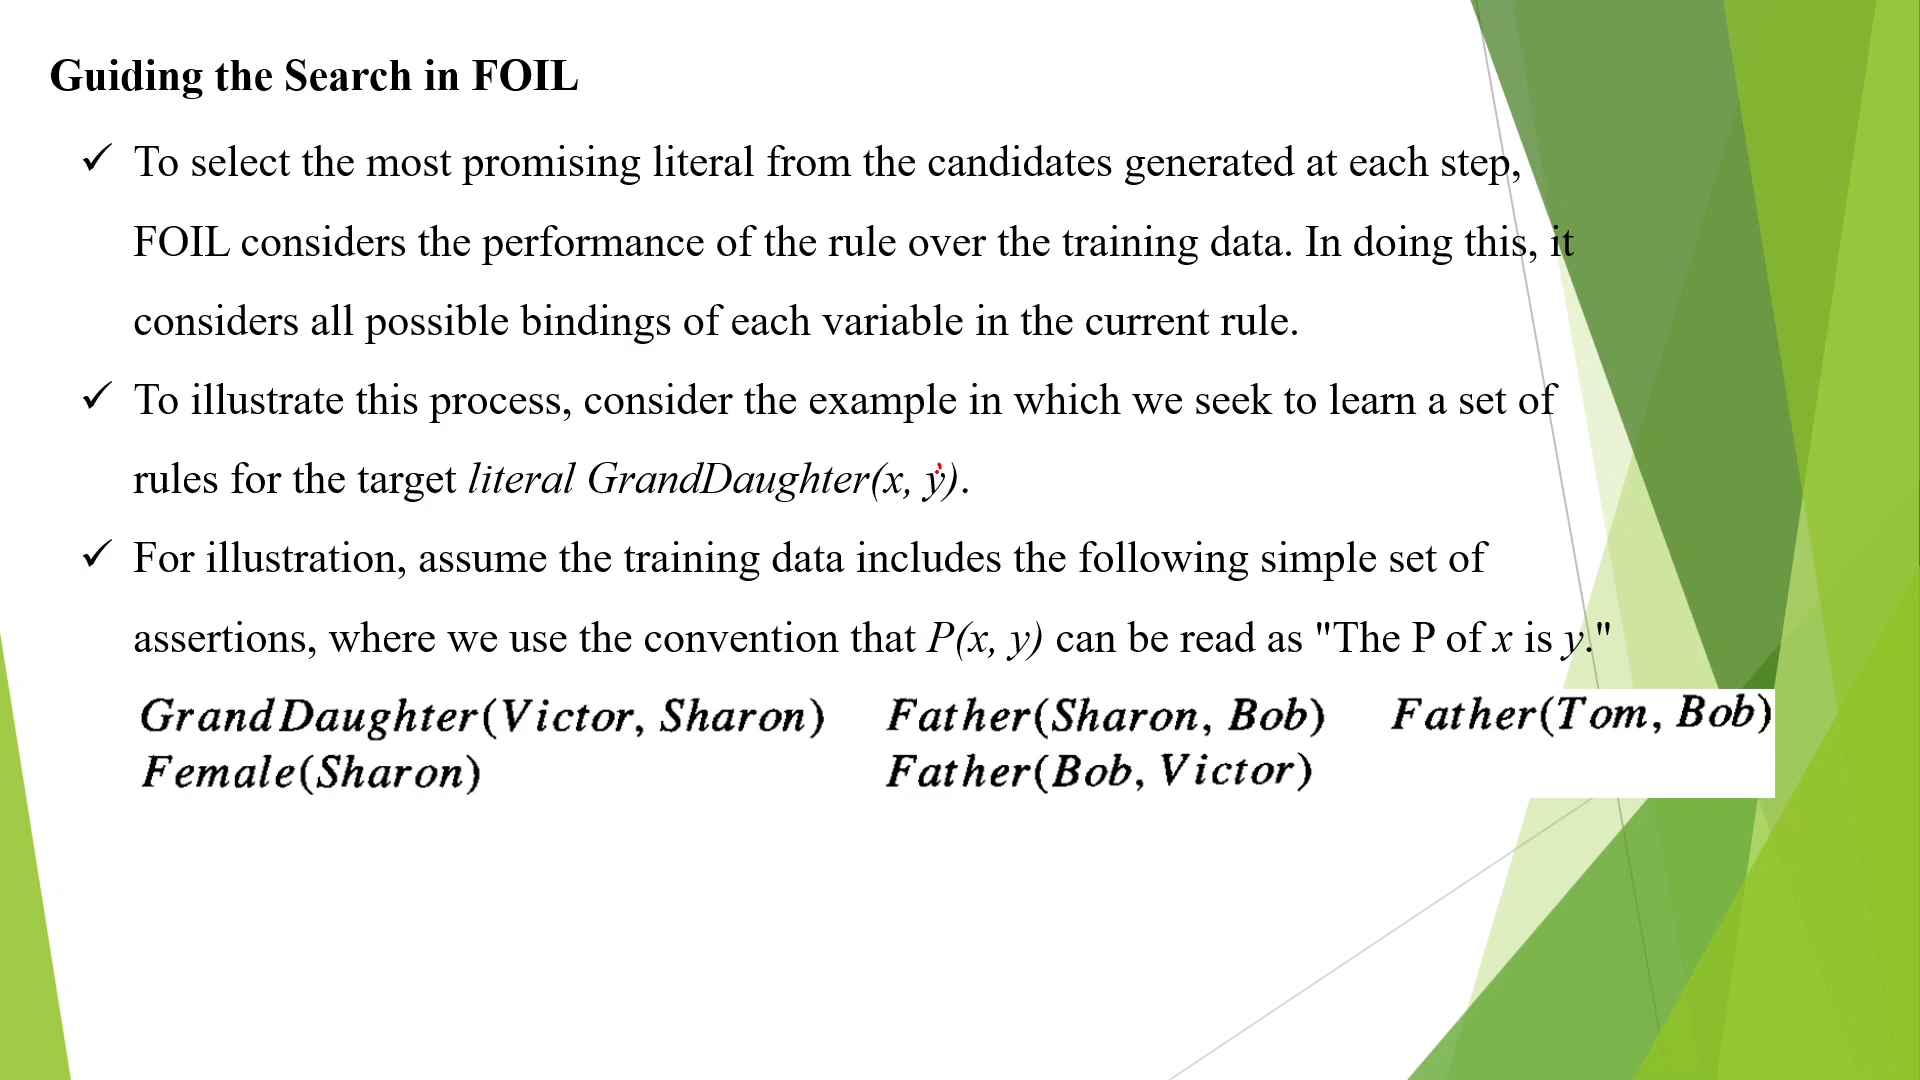 Guiding the Search in FOIL
✓ To select the most promising literal from the candidates generated at each step,
FOIL considers the performance of the rule over the training data. In doing this, it
considers all possible bindings of each variable in the current rule.
✓ To illustrate this process, consider the example in which we seek to learn a set of
rules for the target literal GrandDaughter(x, y).
✓ For illustration, assume the training data includes the following simple set of
assertions, where we use the convention that P(x, y) can be read as "The P of x is y."
GrandDaughter(Victor, Sharon) Father(Sharon, Bob) Father(Tom, Bob)
Female(Sharon) Father(Bob, Victor)